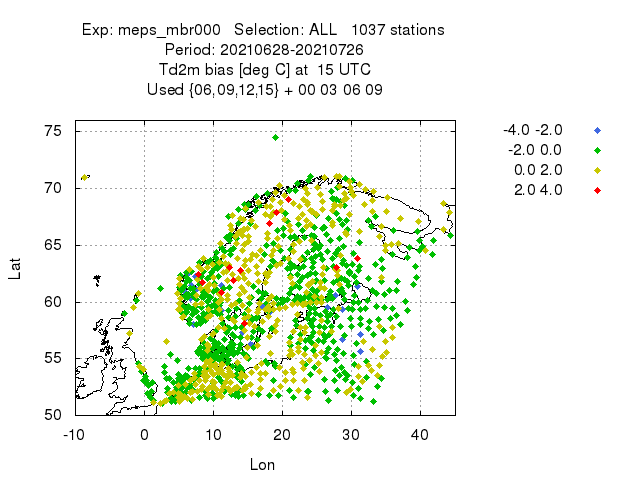 Exp: meps_mbr000 Selection: ALL 1037 stations
Period: 20210628-20210726
Td2m bias [deg C] at 15 UTC
Used {06,09,12,15} + 00 03 06 09
-4.0 -2.0
-2.0 0.0
0.0 2.0
2.0 4.0
75
70
65
60
55
50
Lat
-10 0 10 20 30 40
Lon